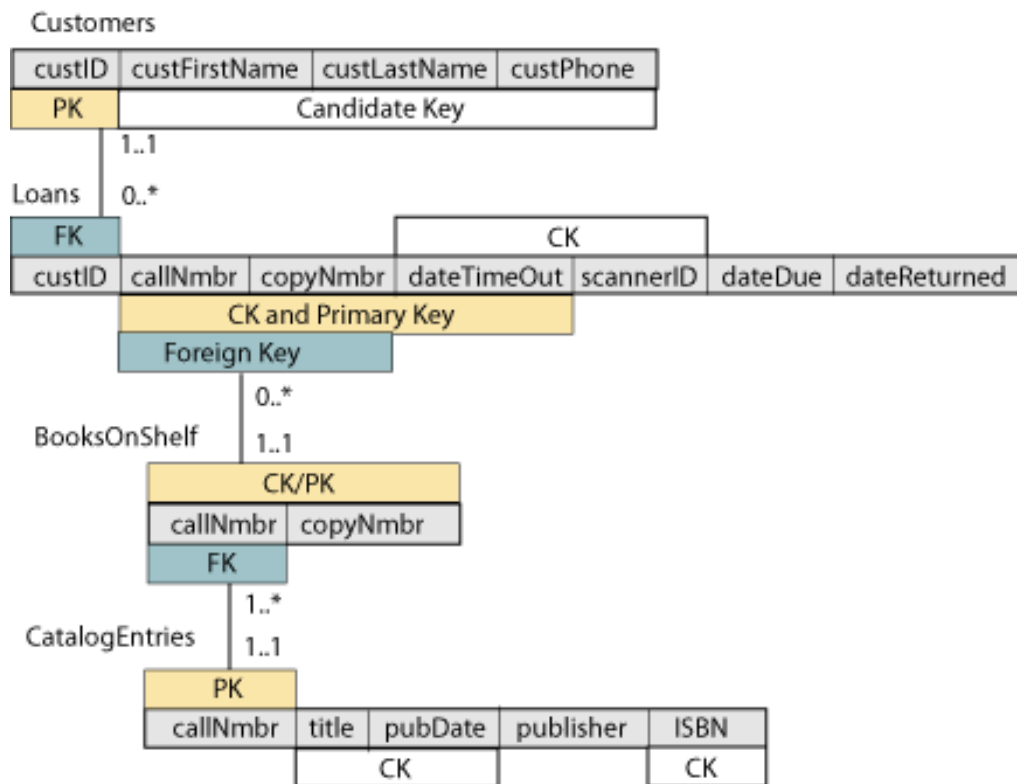 Customers
custID custFirstName custLastName custPhone
PK Candidate Key
1..1
Loans 0..*
FK CK
custID callNmbr copyNmbr dateTimeOut scannerID dateDue dateReturned
CK and Primary Key
Foreign Key
0..*
BooksOnShelf 1..1
CK/PK
callNmbr copyNmbr
FK
1..*
CatalogEntries 1..1
PK
callNmbr title pubDate publisher ISBN
CK CK